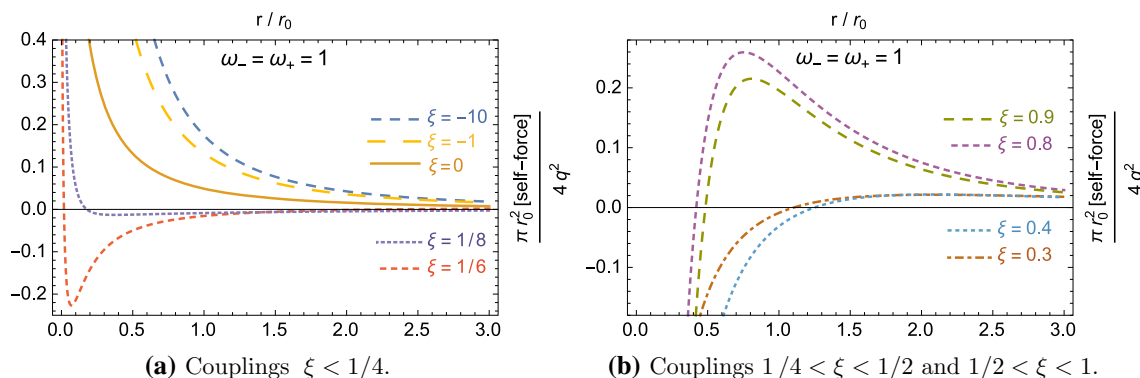 r / r₀
r / r₀
0.4
0.3
0.2
0.1
0.0
-0.1
-0.2
ω₋ = ω₊ = 1
ξ = −10
ξ = −1
ξ = 0
ξ = 1/8
ξ = 1/6
0.0 0.5 1.0 1.5 2.0 2.5 3.0
π r₀² [self-force]
4 q²
(a) Couplings ξ < 1/4.
0.2
0.1
0.0
-0.1
ω₋ = ω₊ = 1
ξ = 0.9
ξ = 0.8
ξ = 0.4
ξ = 0.3
0.0 0.5 1.0 1.5 2.0 2.5 3.0
π r₀² [self-force]
4 q²
(b) Couplings 1/4 < ξ < 1/2 and 1/2 < ξ < 1.